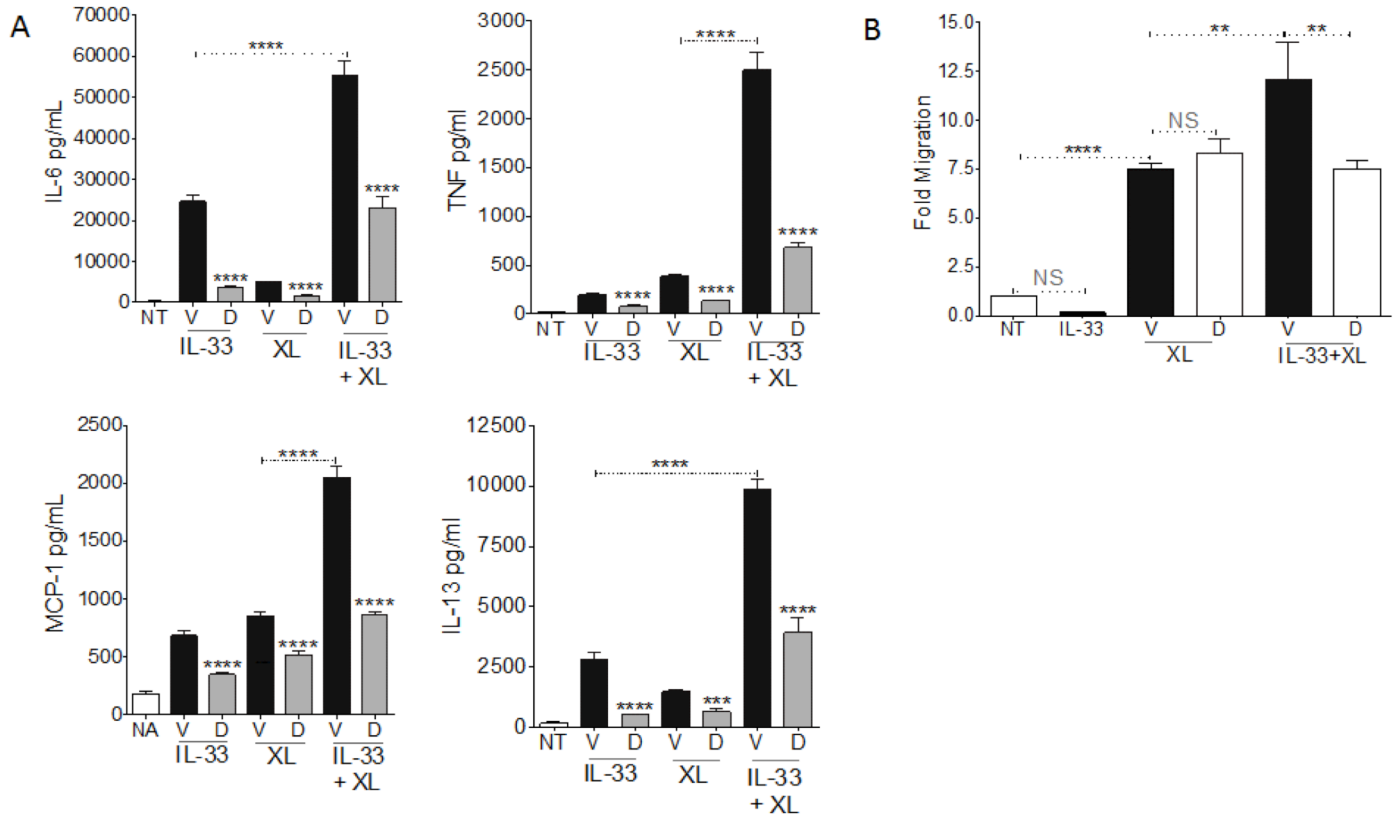 A
IL-6 pg/mL
70000
60000
50000
40000
30000
20000
10000
0
****
****
****
****
NT V D V D V D
IL-33 XL IL-33
+ XL
TNF pg/ml
3000
2500
2000
1500
1000
500
0
****
****
****
****
NT V D V D V D
IL-33 XL IL-33
+ XL
B
Fold Migration
15.0
12.5
10.0
7.5
5.0
2.5
0.0
** **
NS
****
NS
NT IL-33 V D V D
XL IL-33+XL
MCP-1 pg/mL
2500
2000
1500
1000
500
0
****
****
****
****
NA V D V D V D
IL-33 XL IL-33
+ XL
IL-13 pg/ml
12500
10000
7500
5000
2500
0
****
****
***
****
NT V D V D V D
IL-33 XL IL-33
+ XL